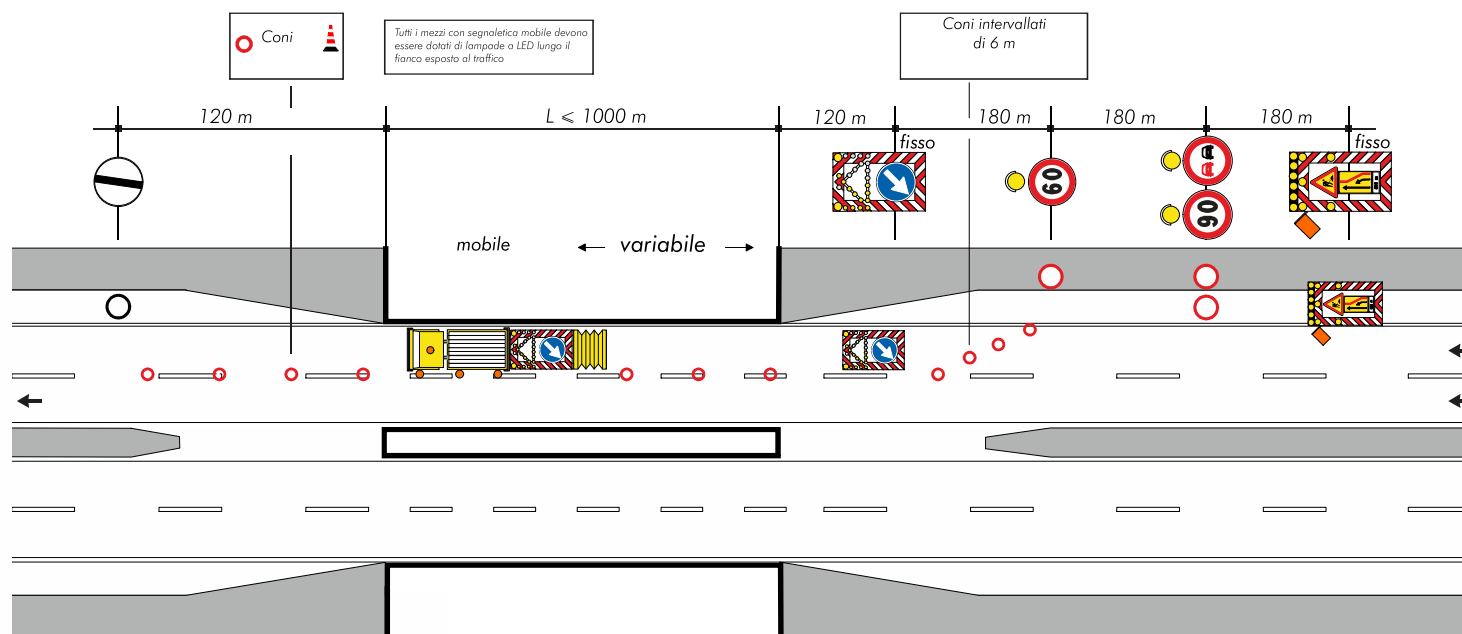 Coni
Tutti i mezzi con segnaletica mobile devono
essere dotati di lampade a LED lungo il
fianco esposto al traffico
Coni intervallati
di 6 m
120 m
L ⩽ 1000 m
120 m
180 m
180 m
180 m
fisso
fisso
60
90
mobile
variabile